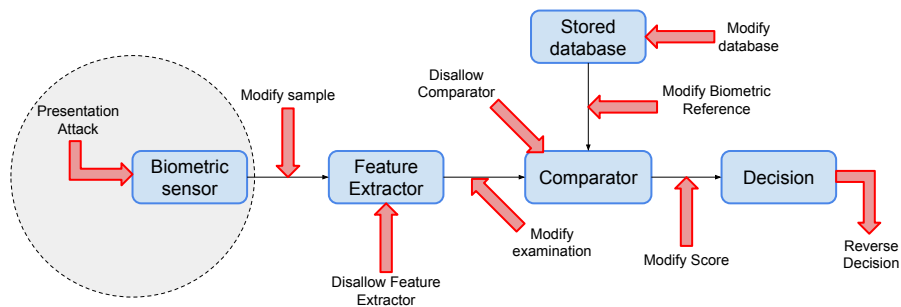 Stored
database
Modify
database
Disallow
Comparator
Modify sample
Modify Biometric
Reference
Presentation
Attack
Biometric
sensor
Feature
Extractor
Comparator
Decision
Modify
examination
Modify Score
Reverse
Decision
Disallow Feature
Extractor